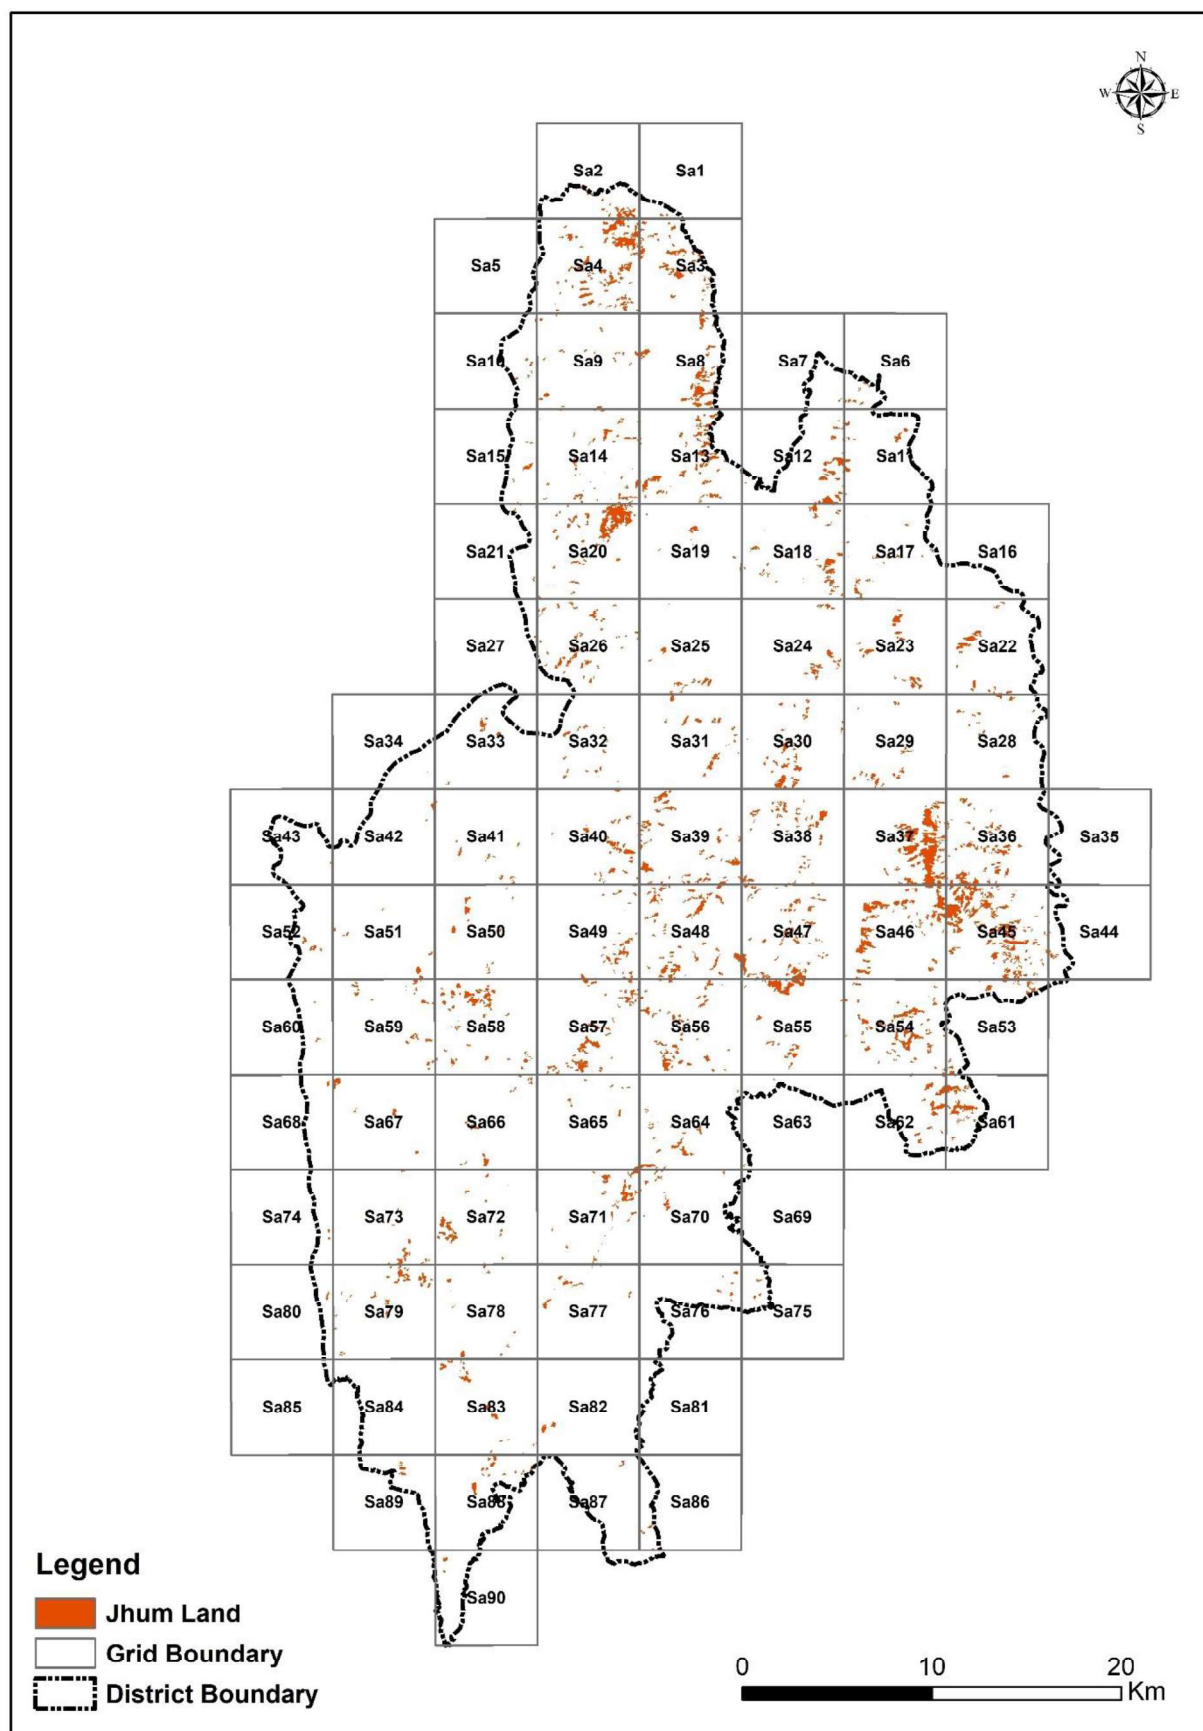 N
W E
S
Sa2 Sa1
Sa5 Sa4 Sa3
Sa10 Sa9 Sa8 Sa7 Sa6
Sa15 Sa14 Sa13 Sa12 Sa11
Sa21 Sa20 Sa19 Sa18 Sa17 Sa16
Sa27 Sa26 Sa25 Sa24 Sa23 Sa22
Sa34 Sa33 Sa32 Sa31 Sa30 Sa29 Sa28
Sa43 Sa42 Sa41 Sa40 Sa39 Sa38 Sa37 Sa36 Sa35
Sa52 Sa51 Sa50 Sa49 Sa48 Sa47 Sa46 Sa45 Sa44
Sa60 Sa59 Sa58 Sa57 Sa56 Sa55 Sa54 Sa53
Sa68 Sa67 Sa66 Sa65 Sa64 Sa63 Sa62 Sa61
Sa74 Sa73 Sa72 Sa71 Sa70 Sa69
Sa80 Sa79 Sa78 Sa77 Sa76 Sa75
Sa85 Sa84 Sa83 Sa82 Sa81
Sa89 Sa88 Sa87 Sa86
Sa90
Legend
Jhum Land
Grid Boundary
District Boundary
0 10 20
Km